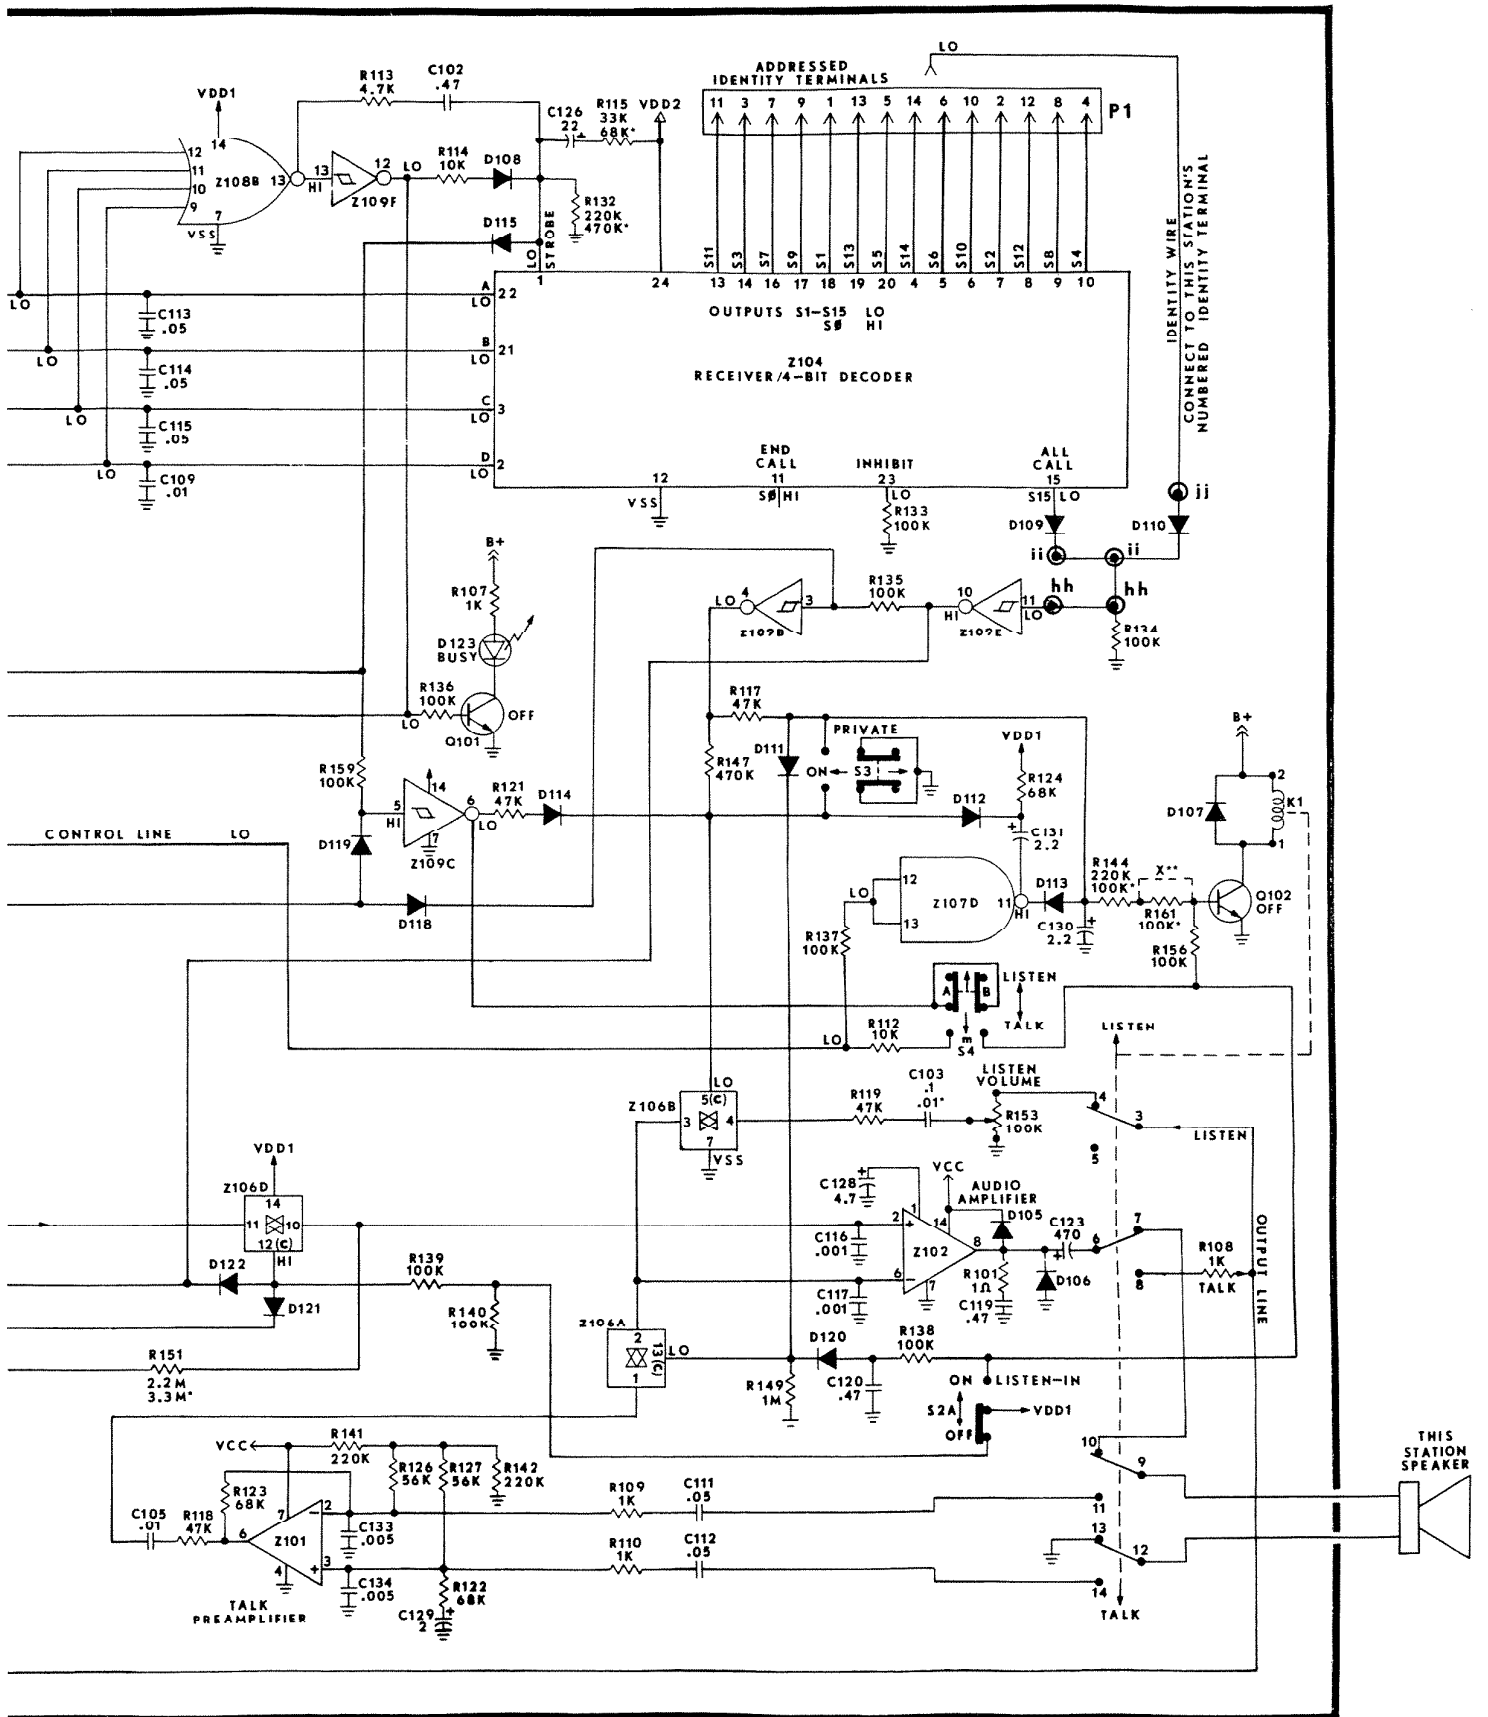 LO
ADDRESSED
IDENTITY TERMINALS
11 3 7 9 1 13 5 14 6 10 2 12 8 4
P1
R113
4.7K
C102
.47
VDD1
14
12
11
10
9
Z108B
13
7
VSS
13
HI
12
LO
Z109F
R114
10K
D108
C126
22
R115
33K
68K*
VDD2
R132
220K
470K*
D115
LO
STROBE
S11 S3 S7 S9 S1 S13 S5 S14 S6 S10 S2 S12 S8 S4
1 24 13 14 16 17 18 19 20 4 5 6 7 8 9 10
IDENTITY WIRE
CONNECT TO THIS STATION'S
NUMBERED IDENTITY TERMINAL
LO
A
LO
22
C113
.05
OUTPUTS S1-S15 LO
SØ HI
LO
B
LO
21
C114
.05
Z104
RECEIVER/4-BIT DECODER
LO
C
LO
3
C115
.05
LO
D
LO
2
C109
.01
12
VSS
END
CALL
11
SØ HI
INHIBIT
23
LO
R133
100K
ALL
CALL
15
S15 LO
D109
D110
jj
ii
ii
hh
hh
B+
R107
1K
D123
BUSY
R136
100K
LO
Q101
OFF
LO
4
3
R135
100K
10
HI
11
LO
R134
100K
R117
47K
R147
470K
D111
PRIVATE
ON
S3
VDD1
R124
68K
D112
C131
2.2
B+
2
K1
1
D107
R159
100K
5
HI
14
7
6
LO
Z109C
R121
47K
D114
CONTROL LINE LO
D119
D118
LO
12
13
Z107D
11
HI
D113
C130
2.2
R144
220K
100K*
X**
R161
100K*
Q102
OFF
R156
100K
R137
100K
A
B
LISTEN
TALK
m
S4
LO
R112
10K
LISTEN
LO
Z106B
5(C)
3
4
7
VSS
R119
47K
C103
.1
.01*
LISTEN
VOLUME
R153
100K
4
3
5
LISTEN
VDD1
Z106D
14
11
10
12(C)
HI
D122
D121
R139
100K
R140
100K
R151
2.2M
3.3M*
C128
4.7
VCC
AUDIO
AMPLIFIER
D105
2
1
14
Z102
8
6
7
C116
.001
C117
.001
R101
1Ω
C119
.47
D106
C123
470
7
6
8
R108
1K
TALK
OUTPUT LINE
Z106A
2
13(C)
1
LO
R149
1M
D120
C120
.47
R138
100K
ON
LISTEN-IN
S2A
OFF
VDD1
VCC
R141
220K
R126
56K
R127
56K
R142
220K
R123
68K
C105
.01
R118
47K
6
7
2
3
4
Z101
C133
.005
C134
.005
R122
68K
C129
2
TALK
PREAMPLIFIER
R109
1K
C111
.05
R110
1K
C112
.05
10
9
11
13
12
14
TALK
THIS
STATION
SPEAKER